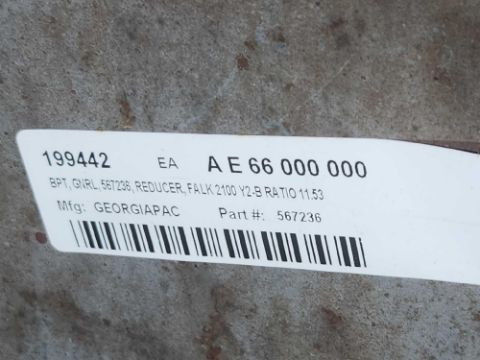 199442 EA A E 66 000 000
BPT, GNRL, 567236, REDUCER, FALK 2100 Y2-B RATIO 11.53
Mfg: GEORGIAPAC Part #: 567236